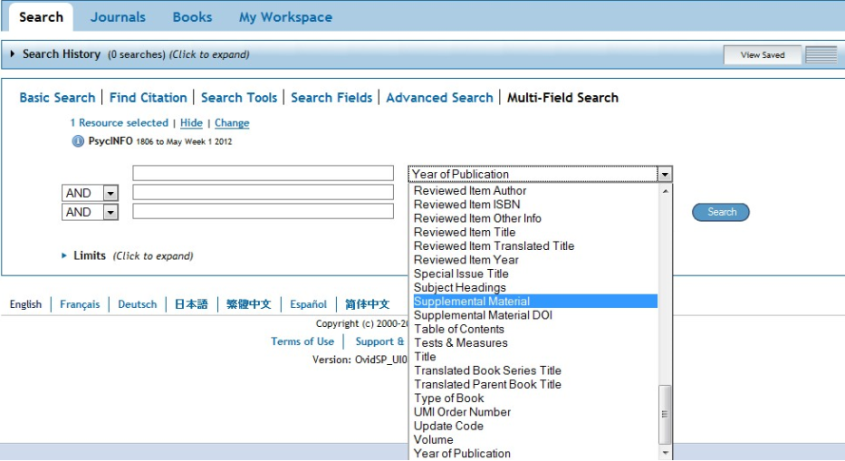 Search Journals Books My Workspace
Search History (0 searches) (Click to expand) View Saved
Basic Search | Find Citation | Search Tools | Search Fields | Advanced Search | Multi-Field Search
1 Resource selected | Hide | Change
PsycINFO 1806 to May Week 1 2012
Year of Publication
AND
AND
Reviewed Item Author
Reviewed Item ISBN
Reviewed Item Other Info
Reviewed Item Title
Reviewed Item Translated Title
Reviewed Item Year
Special Issue Title
Subject Headings
Supplemental Material
Supplemental Material DOI
Table of Contents
Tests & Measures
Title
Translated Book Series Title
Translated Parent Book Title
Type of Book
UMI Order Number
Update Code
Volume
Year of Publication
Search
Limits (Click to expand)
English | Français | Deutsch | 日本語 | 繁體中文 | Español | 简体中文
Copyright (c) 2000-20
Terms of Use | Support &
Version: OvidSP_UI0